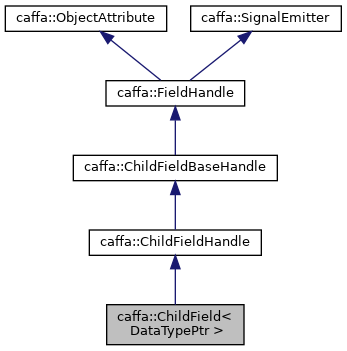 caffa::ObjectAttribute
caffa::SignalEmitter
caffa::FieldHandle
caffa::ChildFieldBaseHandle
caffa::ChildFieldHandle
caffa::ChildField<
DataTypePtr >